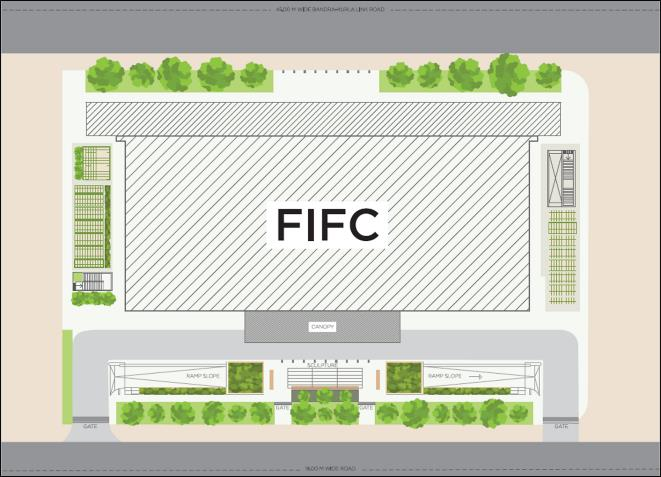 45.00 M WIDE BANDRA-KURLA LINK ROAD
FIFC
CANOPY
SCULPTURE
RAMP SLOPE
RAMP SLOPE
GATE
GATE
GATE
GATE
18.00 M WIDE ROAD